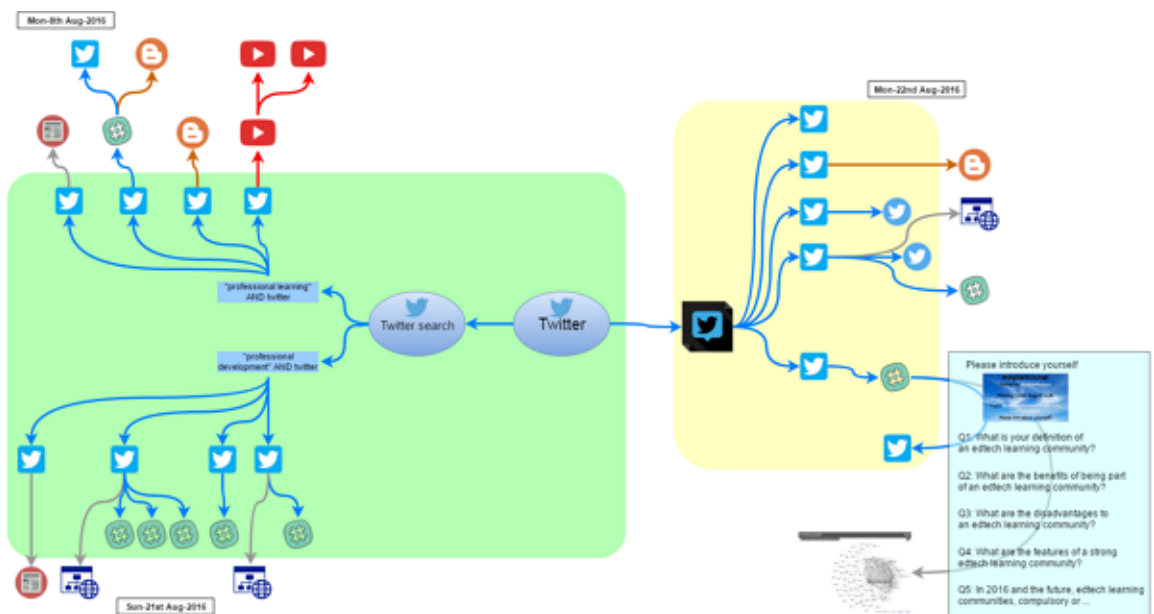 Mon-8th Aug-2016
Mon-22nd Aug-2016
"professional learning"
AND twitter
Twitter search
Twitter
"professional
development" AND twitter
Please introduce yourself
Q1: What is your definition of
an edtech learning community?
Q2: What are the benefits of being part
of an edtech learning community?
Q3: What are the disadvantages to
an edtech learning community?
Q4: What are the features of a strong
edtech learning community?
Q5: In 2016 and the future, edtech learning
communities, compulsory or ...
Sun-21st Aug-2016